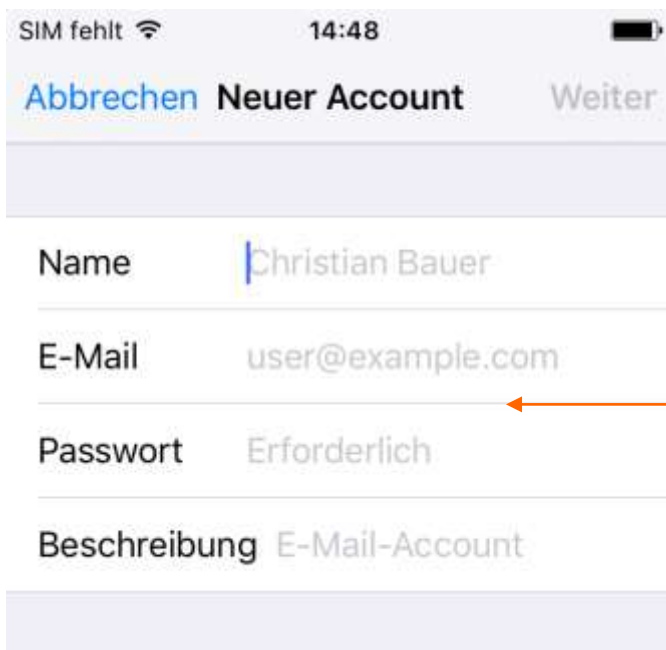 SIM fehlt 14:48
Abbrechen Neuer Account Weiter
Name Christian Bauer
E-Mail user@example.com
Passwort Erforderlich
Beschreibung E-Mail-Account